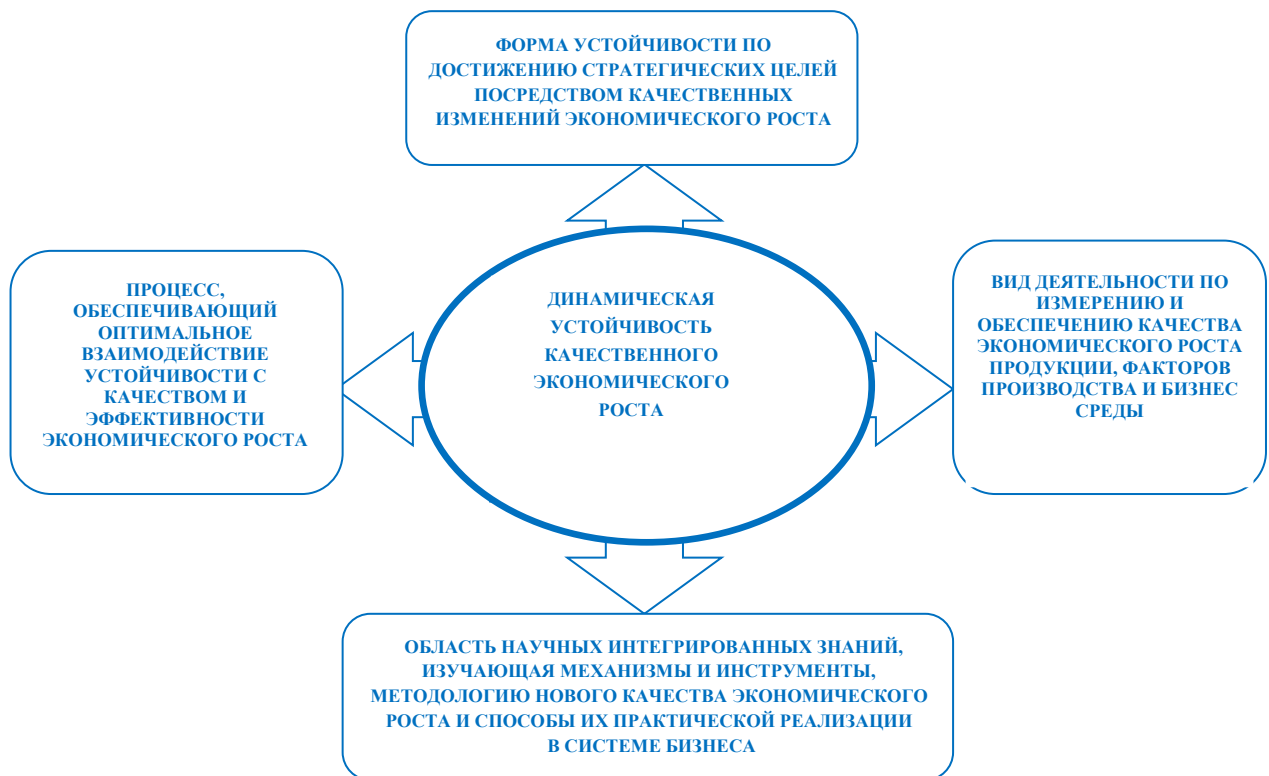 ФОРМА УСТОЙЧИВОСТИ ПО
ДОСТИЖЕНИЮ СТРАТЕГИЧЕСКИХ ЦЕЛЕЙ
ПОСРЕДСТВОМ КАЧЕСТВЕННЫХ
ИЗМЕНЕНИЙ ЭКОНОМИЧЕСКОГО РОСТА
ПРОЦЕСС,
ОБЕСПЕЧИВАЮЩИЙ
ОПТИМАЛЬНОЕ
ВЗАИМОДЕЙСТВИЕ
УСТОЙЧИВОСТИ С
КАЧЕСТВОМ И
ЭФФЕКТИВНОСТИ
ЭКОНОМИЧЕСКОГО РОСТА
ДИНАМИЧЕСКАЯ
УСТОЙЧИВОСТЬ
КАЧЕСТВЕННОГО
ЭКОНОМИЧЕСКОГО
РОСТА
ВИД ДЕЯТЕЛЬНОСТИ ПО
ИЗМЕРЕНИЮ И
ОБЕСПЕЧЕНИЮ КАЧЕСТВА
ЭКОНОМИЧЕСКОГО РОСТА
ПРОДУКЦИИ, ФАКТОРОВ
ПРОИЗВОДСТВА И БИЗНЕС
СРЕДЫ
ОБЛАСТЬ НАУЧНЫХ ИНТЕГРИРОВАННЫХ ЗНАНИЙ,
ИЗУЧАЮЩАЯ МЕХАНИЗМЫ И ИНСТРУМЕНТЫ,
МЕТОДОЛОГИЮ НОВОГО КАЧЕСТВА ЭКОНОМИЧЕСКОГО
РОСТА И СПОСОБЫ ИХ ПРАКТИЧЕСКОЙ РЕАЛИЗАЦИИ
В СИСТЕМЕ БИЗНЕСА